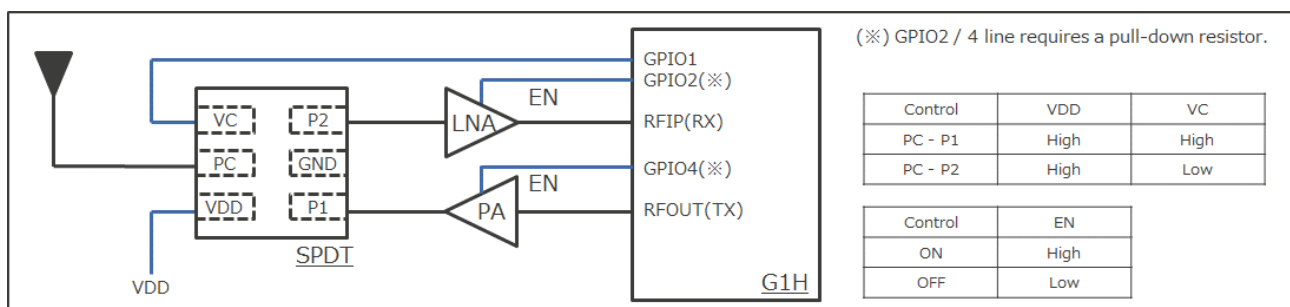 (※) GPIO2 / 4 line requires a pull-down resistor.
GPIO1
GPIO2(※)
EN
VC
P2
LNA
RFIP(RX)
PC
GND
GPIO4(※)
EN
VDD
P1
PA
RFOUT(TX)
SPDT
VDD
G1H
Control VDD VC
PC - P1 High High
PC - P2 High Low
Control EN
ON High
OFF Low